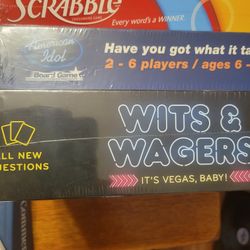 SCRABBLE
Every word's a winner.
American Idol
Board Game
Have you got what it ta
2 - 6 players / ages 6 -
ALL NEW
QUESTIONS
WITS &
WAGERS
IT'S VEGAS, BABY!